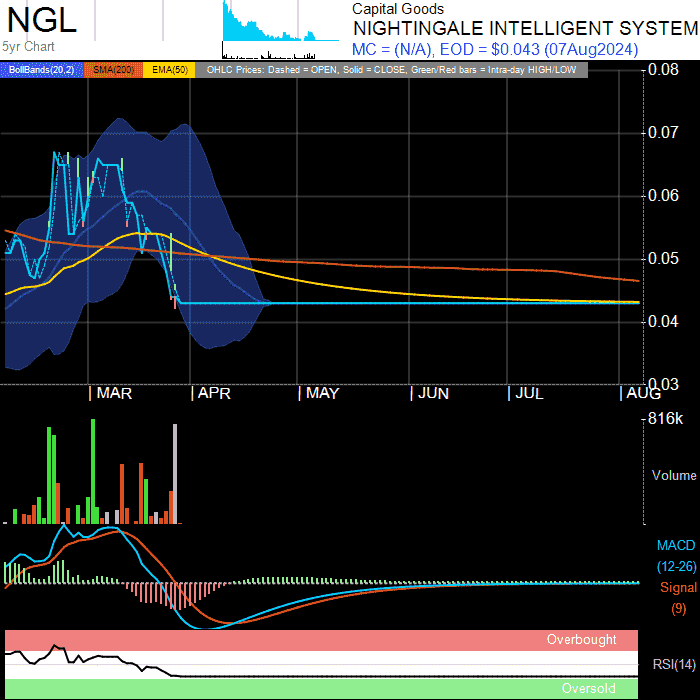 NGL
5yr Chart
Capital Goods
NIGHTINGALE INTELLIGENT SYSTEM
MC = (N/A), EOD = $0.043 (07Aug2024)
BollBands(20,2) SMA(200) EMA(50) OHLC Prices: Dashed = OPEN, Solid = CLOSE, Green/Red bars = Intra-day HIGH/LOW
0.08
0.07
0.06
0.05
0.04
0.03
MAR APR MAY JUN JUL AUG
816k
Volume
MACD
(12-26)
Signal
(9)
Overbought
RSI(14)
Oversold